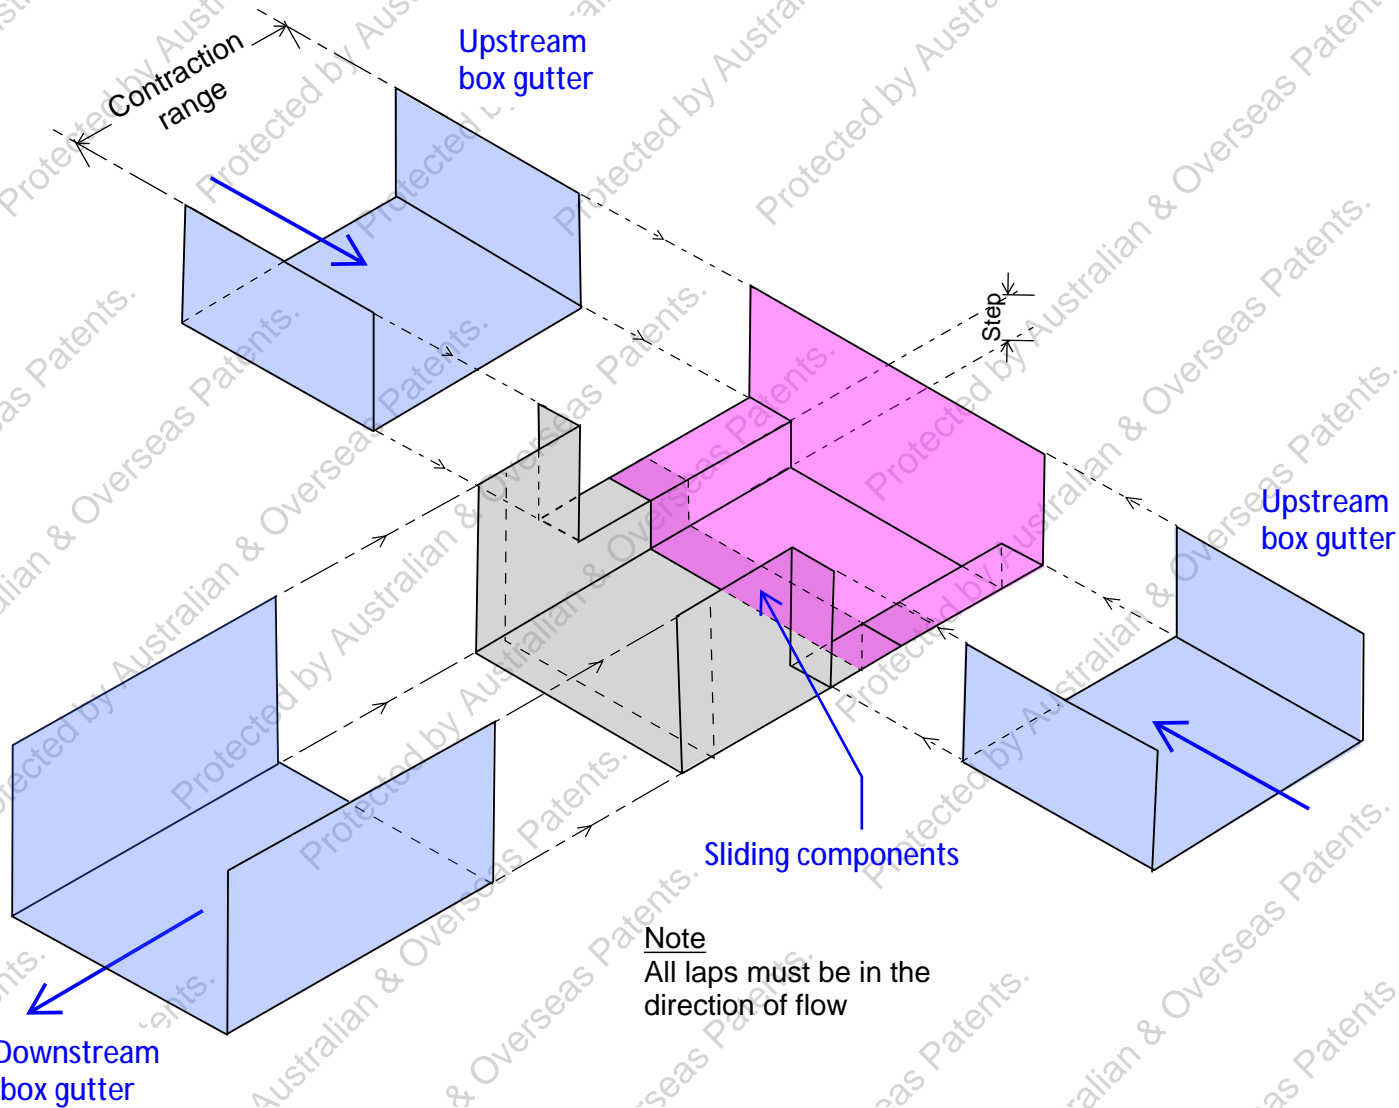 Contraction
range
Upstream
box gutter
Step
Upstream
box gutter
Sliding components
Note
All laps must be in the
direction of flow
Downstream
box gutter
Protected by Australian & Overseas Patents.